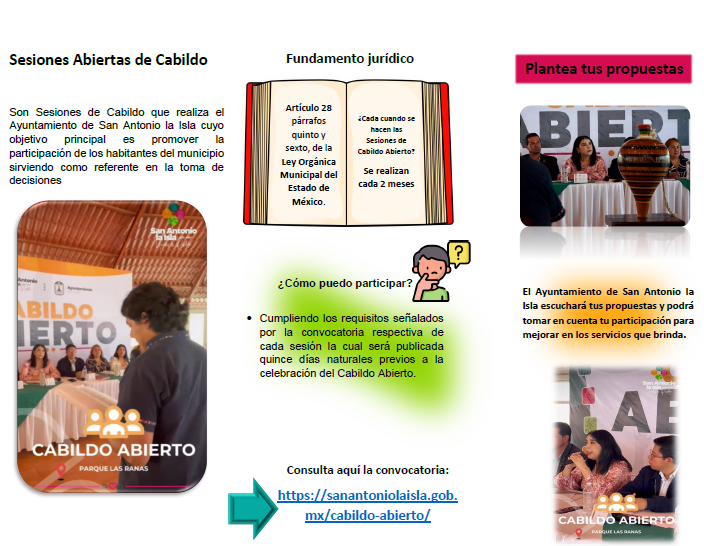 Sesiones Abiertas de Cabildo
Son Sesiones de Cabildo que realiza el
Ayuntamiento de San Antonio la Isla cuyo
objetivo principal es promover la
participación de los habitantes del municipio
sirviendo como referente en la toma de
decisiones
San Antonio
la Isla
Ayuntamiento
CABILDO
ABIERTO
CABILDO ABIERTO
PARQUE LAS RANAS
Fundamento jurídico
Artículo 28
párrafos
quinto y
sexto, de la
Ley Orgánica
Municipal del
Estado de
México.
¿Cada cuando se
hacen las
Sesiones de
Cabildo Abierto?
Se realizan
cada 2 meses
¿Cómo puedo participar?
• Cumpliendo los requisitos señalados
por la convocatoria respectiva de
cada sesión la cual será publicada
quince días naturales previos a la
celebración del Cabildo Abierto.
Consulta aquí la convocatoria:
https://sanantoniolaisla.gob.
mx/cabildo-abierto/
Plantea tus propuestas
ABIERT
El Ayuntamiento de San Antonio la
Isla escuchará tus propuestas y podrá
tomar en cuenta tu participación para
mejorar en los servicios que brinda.
San Antonio
la Isla
CABILDO ABIERTO
PARQUE LAS RANAS